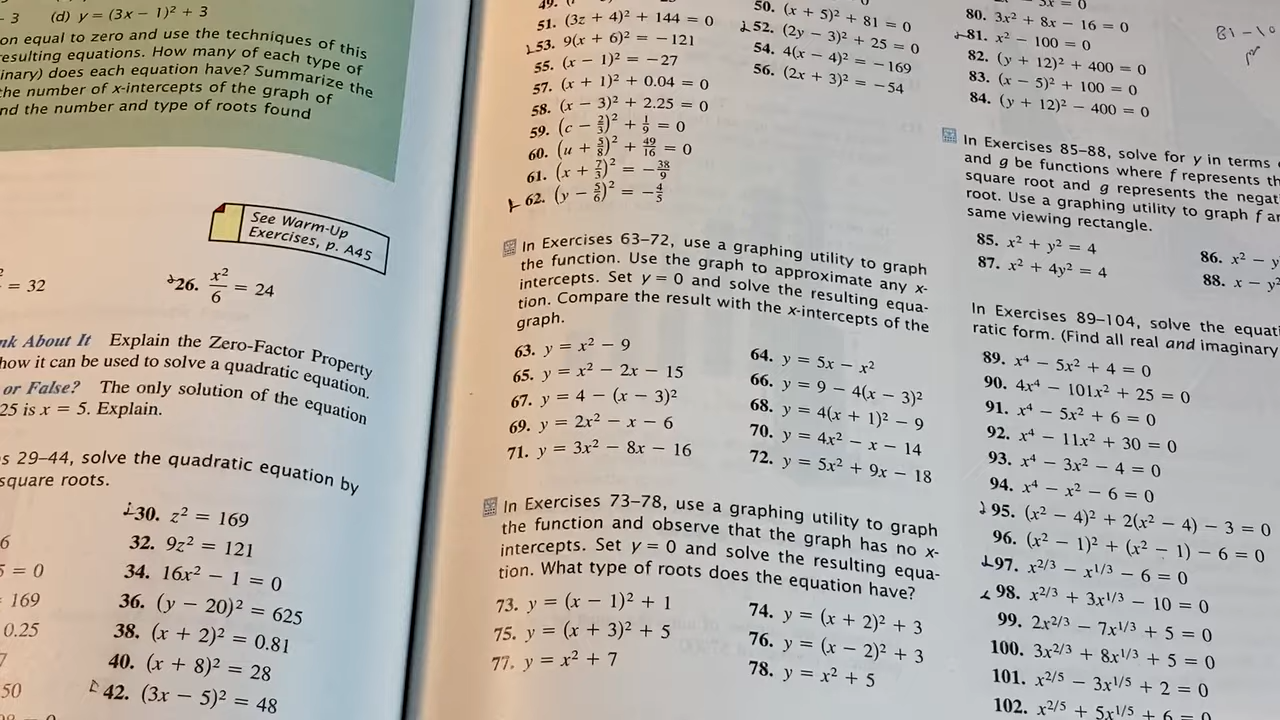 - 3 (d) y = (3x − 1)² + 3
on equal to zero and use the techniques of this
resulting equations. How many of each type of
inary) does each equation have? Summarize the
the number of x-intercepts of the graph of
nd the number and type of roots found
See Warm-Up
Exercises, p. A45
= 32
26. x²/6 = 24
nk About It Explain the Zero-Factor Property
how it can be used to solve a quadratic equation.
or False? The only solution of the equation
25 is x = 5. Explain.
s 29–44, solve the quadratic equation by
square roots.
30. z² = 169
6
32. 9z² = 121
5 = 0
34. 16x² − 1 = 0
169
36. (y − 20)² = 625
0.25
38. (x + 2)² = 0.81
7
40. (x + 8)² = 28
50
42. (3x − 5)² = 48
49.
51. (3z + 4)² + 144 = 0
53. 9(x + 6)² = −121
55. (x − 1)² = −27
57. (x + 1)² + 0.04 = 0
58. (x − 3)² + 2.25 = 0
59. (c − 2/3)² + 1/9 = 0
60. (u + 5/8)² + 49/16 = 0
61. (x + 7/3)² = −38/9
62. (y − 5/6)² = −4/5
50. (x + 5)² + 81 = 0
52. (2y − 3)² + 25 = 0
54. 4(x − 4)² = −169
56. (2x + 3)² = −54
In Exercises 63–72, use a graphing utility to graph
the function. Use the graph to approximate any x-
intercepts. Set y = 0 and solve the resulting equa-
tion. Compare the result with the x-intercepts of the
graph.
63. y = x² − 9
64. y = 5x − x²
65. y = x² − 2x − 15
66. y = 9 − 4(x − 3)²
67. y = 4 − (x − 3)²
68. y = 4(x + 1)² − 9
69. y = 2x² − x − 6
70. y = 4x² − x − 14
71. y = 3x² − 8x − 16
72. y = 5x² + 9x − 18
In Exercises 73–78, use a graphing utility to graph
the function and observe that the graph has no x-
intercepts. Set y = 0 and solve the resulting equa-
tion. What type of roots does the equation have?
73. y = (x − 1)² + 1
74. y = (x + 2)² + 3
75. y = (x + 3)² + 5
76. y = (x − 2)² + 3
77. y = x² + 7
78. y = x² + 5
80. 3x² + 8x − 16 = 0
81. x² − 100 = 0
82. (y + 12)² + 400 = 0
83. (x − 5)² + 100 = 0
84. (y + 12)² − 400 = 0
In Exercises 85–88, solve for y in terms
and g be functions where f represents th
square root and g represents the negati
root. Use a graphing utility to graph f an
same viewing rectangle.
85. x² + y² = 4
86. x² − y
87. x² + 4y² = 4
88. x − y²
In Exercises 89–104, solve the equati
ratic form. (Find all real and imaginary
89. x⁴ − 5x² + 4 = 0
90. 4x⁴ − 101x² + 25 = 0
91. x⁴ − 5x² + 6 = 0
92. x⁴ − 11x² + 30 = 0
93. x⁴ − 3x² − 4 = 0
94. x⁴ − x² − 6 = 0
95. (x² − 4)² + 2(x² − 4) − 3 = 0
96. (x² − 1)² + (x² − 1) − 6 = 0
97. x^2/3 − x^1/3 − 6 = 0
98. x^2/3 + 3x^1/3 − 10 = 0
99. 2x^2/3 − 7x^1/3 + 5 = 0
100. 3x^2/3 + 8x^1/3 + 5 = 0
101. x^2/5 − 3x^1/5 + 2 = 0
102. x^2/5 + 5x^1/5 + 6 = 0